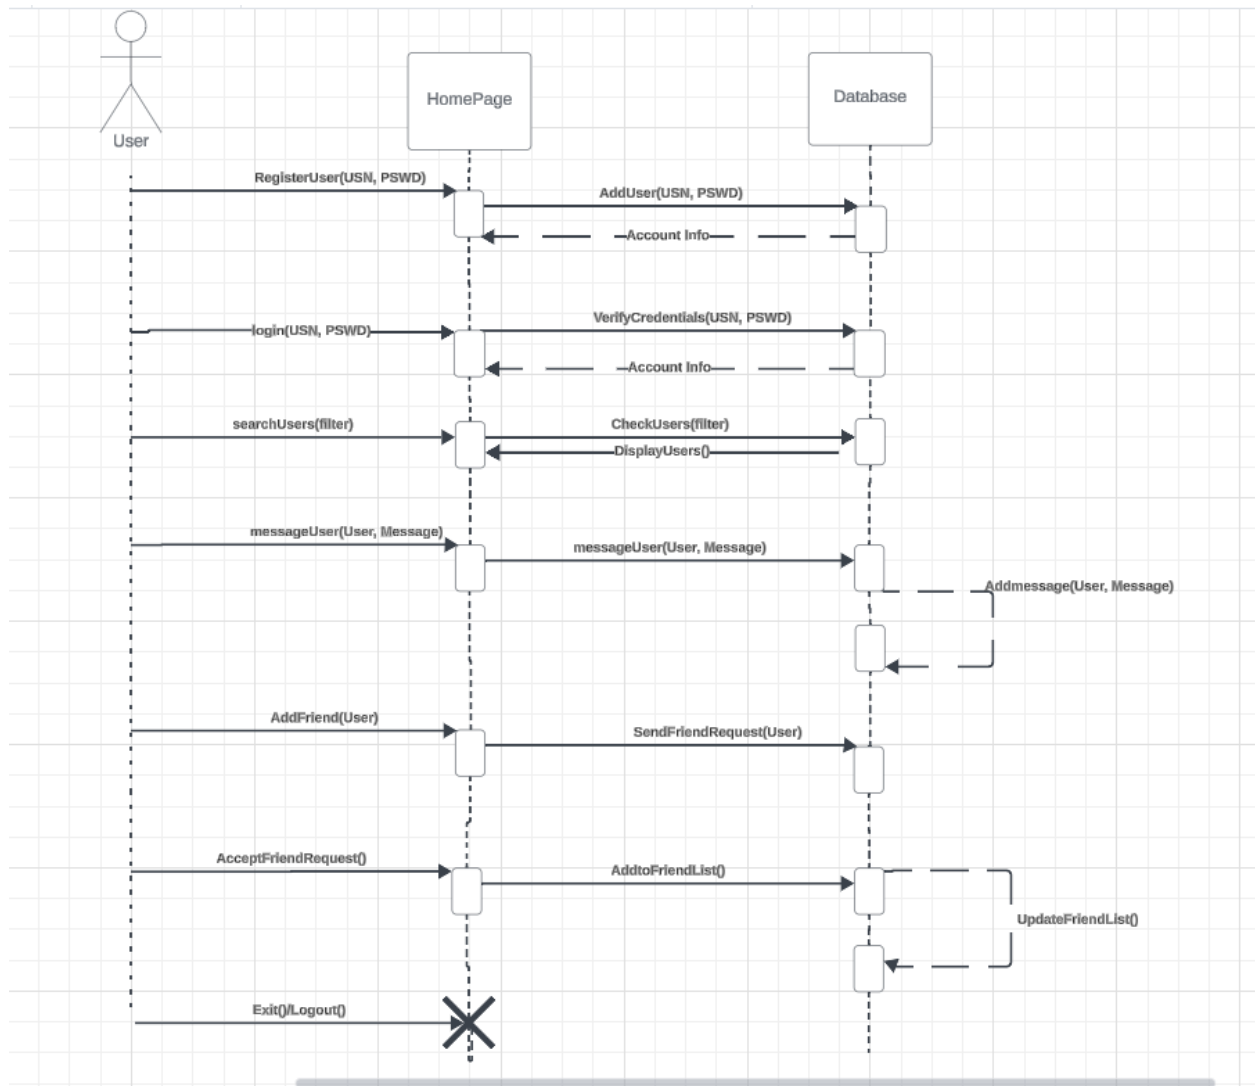 User
HomePage
Database
RegisterUser(USN, PSWD)
AddUser(USN, PSWD)
Account Info
login(USN, PSWD)
VerifyCredentials(USN, PSWD)
Account Info
searchUsers(filter)
CheckUsers(filter)
DisplayUsers()
messageUser(User, Message)
messageUser(User, Message)
Addmessage(User, Message)
AddFriend(User)
SendFriendRequest(User)
AcceptFriendRequest()
AddtoFriendList()
UpdateFriendList()
Exit()/Logout()